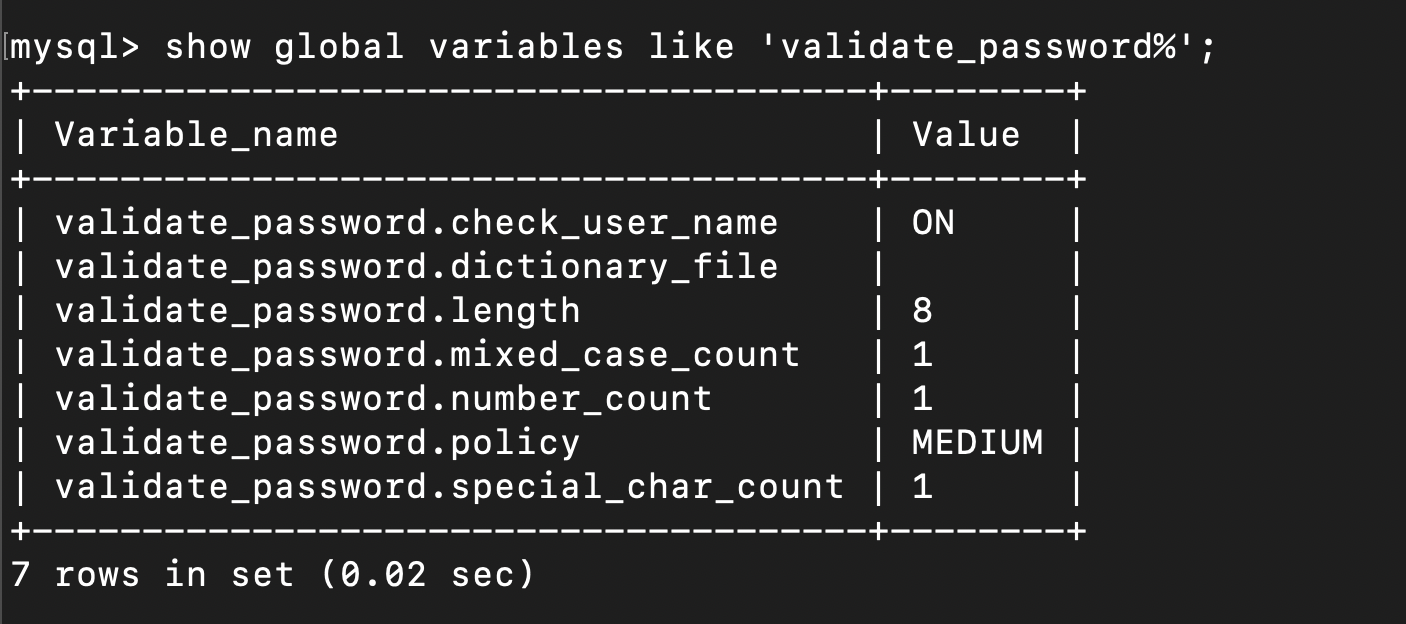 mysql> show global variables like 'validate_password%';
+--------------------------------------+--------+
| Variable_name                        | Value  |
+--------------------------------------+--------+
| validate_password.check_user_name    | ON     |
| validate_password.dictionary_file    |        |
| validate_password.length             | 8      |
| validate_password.mixed_case_count   | 1      |
| validate_password.number_count       | 1      |
| validate_password.policy             | MEDIUM |
| validate_password.special_char_count | 1      |
+--------------------------------------+--------+
7 rows in set (0.02 sec)